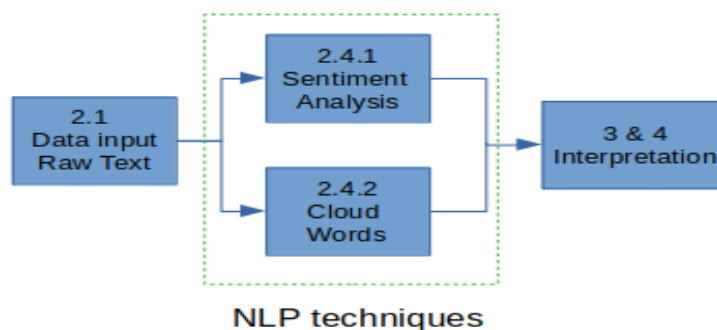 2.1
Data input
Raw Text
2.4.1
Sentiment
Analysis
2.4.2
Cloud
Words
3 & 4
Interpretation
NLP techniques